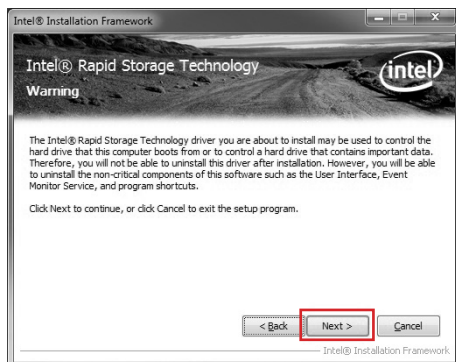 Intel® Installation Framework
Intel® Rapid Storage Technology
intel
Warning
The Intel® Rapid Storage Technology driver you are about to install may be used to control the
hard drive that this computer boots from or to control a hard drive that contains important data.
Therefore, you will not be able to uninstall this driver after installation. However, you will be able
to uninstall the non-critical components of this software such as the User Interface, Event
Monitor Service, and program shortcuts.
Click Next to continue, or click Cancel to exit the setup program.
< Back Next > Cancel
Intel® Installation Framework